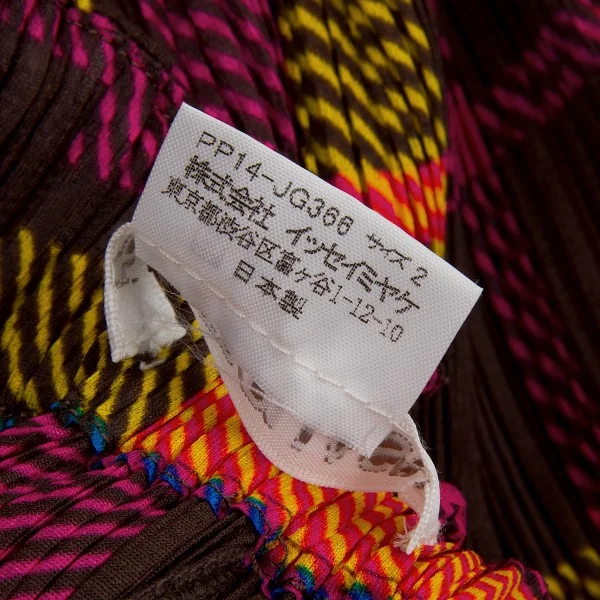 PP14-JG366 サイズ 2
株式会社 イッセイミヤケ
東京都渋谷区富ヶ谷1-12-10
日本製